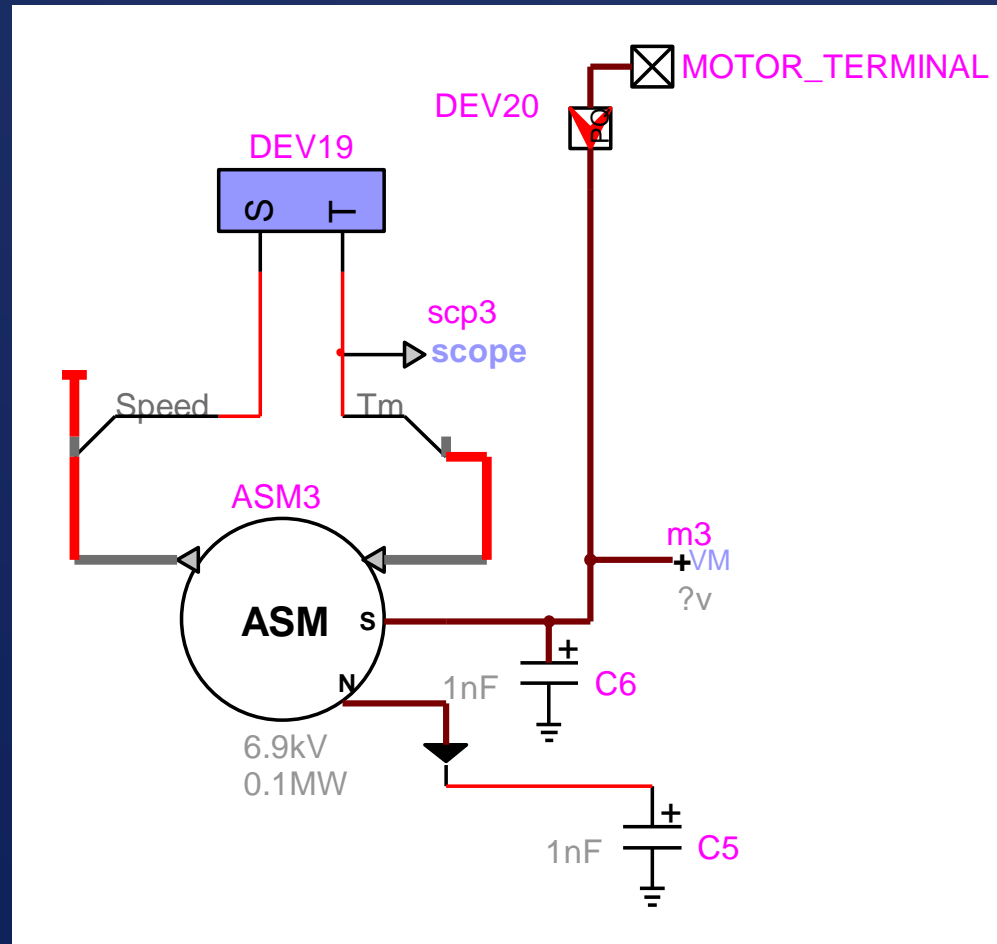 MOTOR_TERMINAL
DEV20
PQ
DEV19
S
T
scp3
scope
Speed
Tm
ASM3
m3
+VM
?v
ASM
S
N
+
1nF
C6
6.9kV
0.1MW
+
1nF
C5